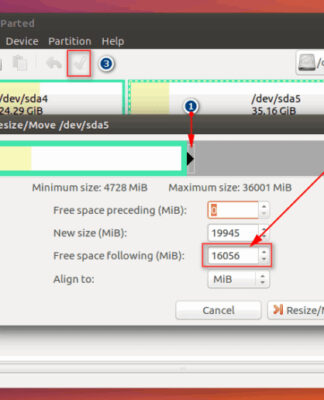 Parted
Device Partition Help
3
/dev/sda4
24.29 GiB
/dev/sda5
35.16 GiB
Resize/Move /dev/sda5
1
Minimum size: 4728 MiB Maximum size: 36001 MiB
Free space preceding (MiB): 0
New size (MiB): 19945
Free space following (MiB): 16056
Align to: MiB
Cancel Resize/M